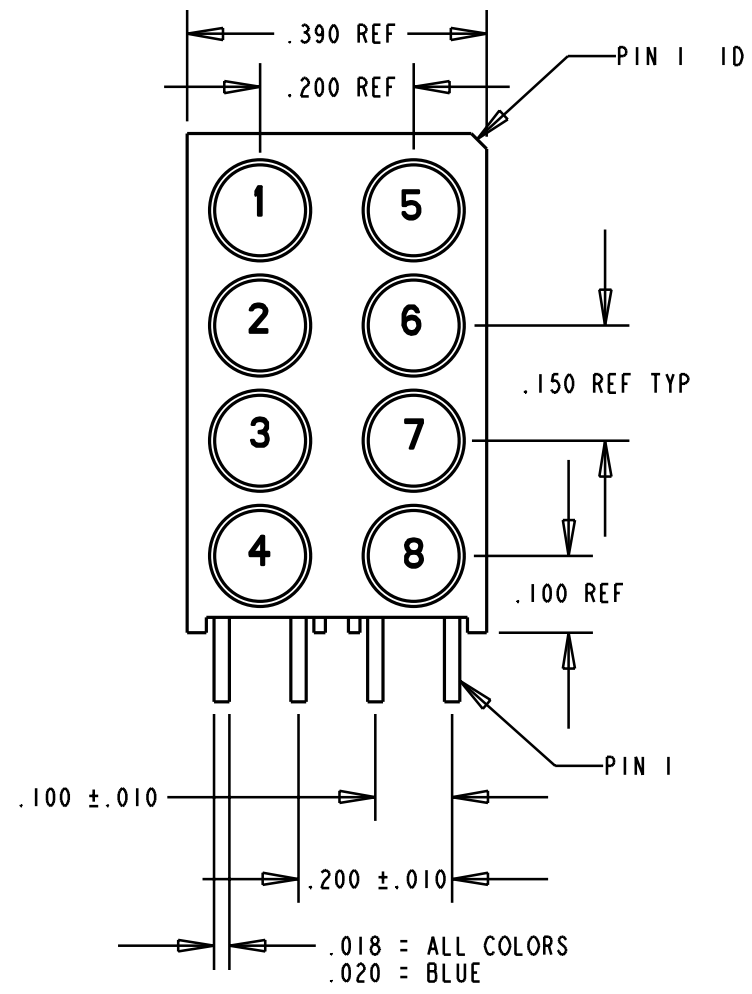 .390 REF
PIN 1 ID
.200 REF
1 5
2 6
.150 REF TYP
3 7
4 8
.100 REF
PIN 1
.100 ±.010
.200 ±.010
.018 = ALL COLORS
.020 = BLUE